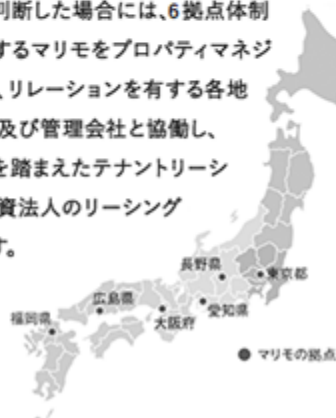 判断した場合には、6拠点体制
するマリモをプロパティマネジ
、リレーションを有する各地
及び管理会社と協働し、
を踏まえたテナントリーシ
資法人のリーシング
す。
長野県
東京都
広島県
愛知県
福岡県
大阪府
マリモの拠点